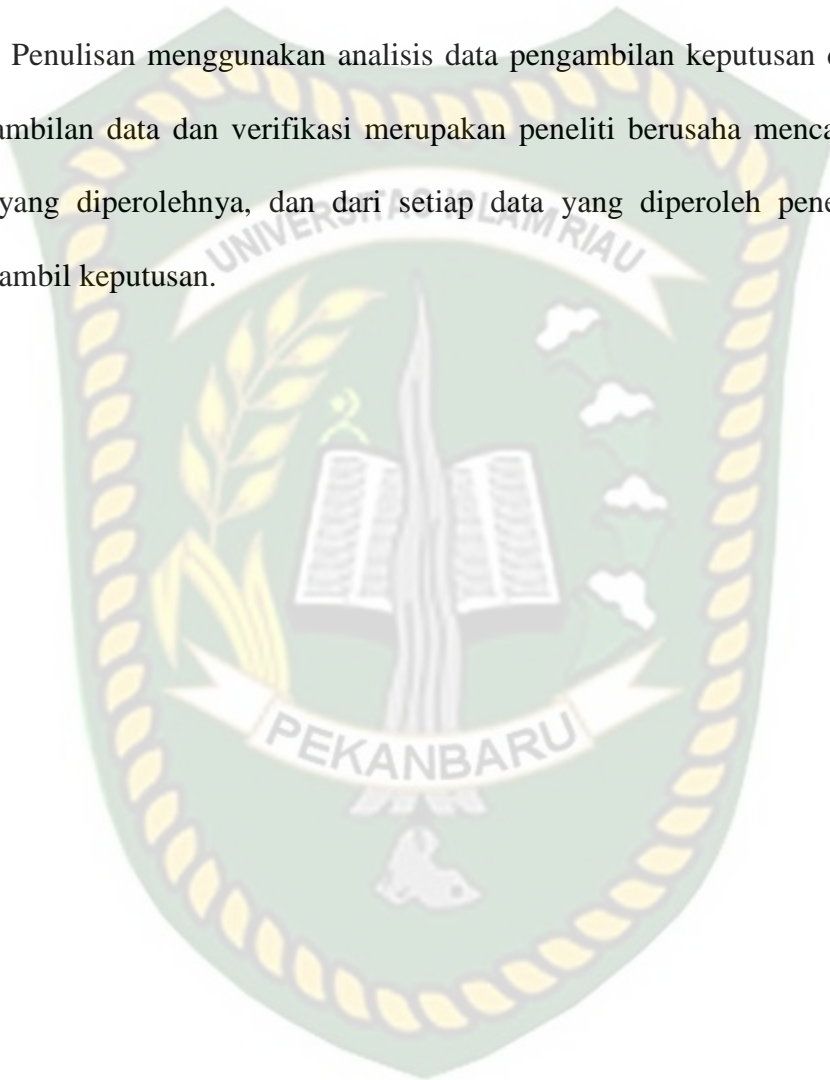 Penulisan menggunakan analisis data pengambilan keputusan
ambilan data dan verifikasi merupakan peneliti berusaha menca
yang diperolehnya, dan dari setiap data yang diperoleh pene
ambil keputusan.
UNIVERSITAS ISLAM RIAU
PEKANBARU